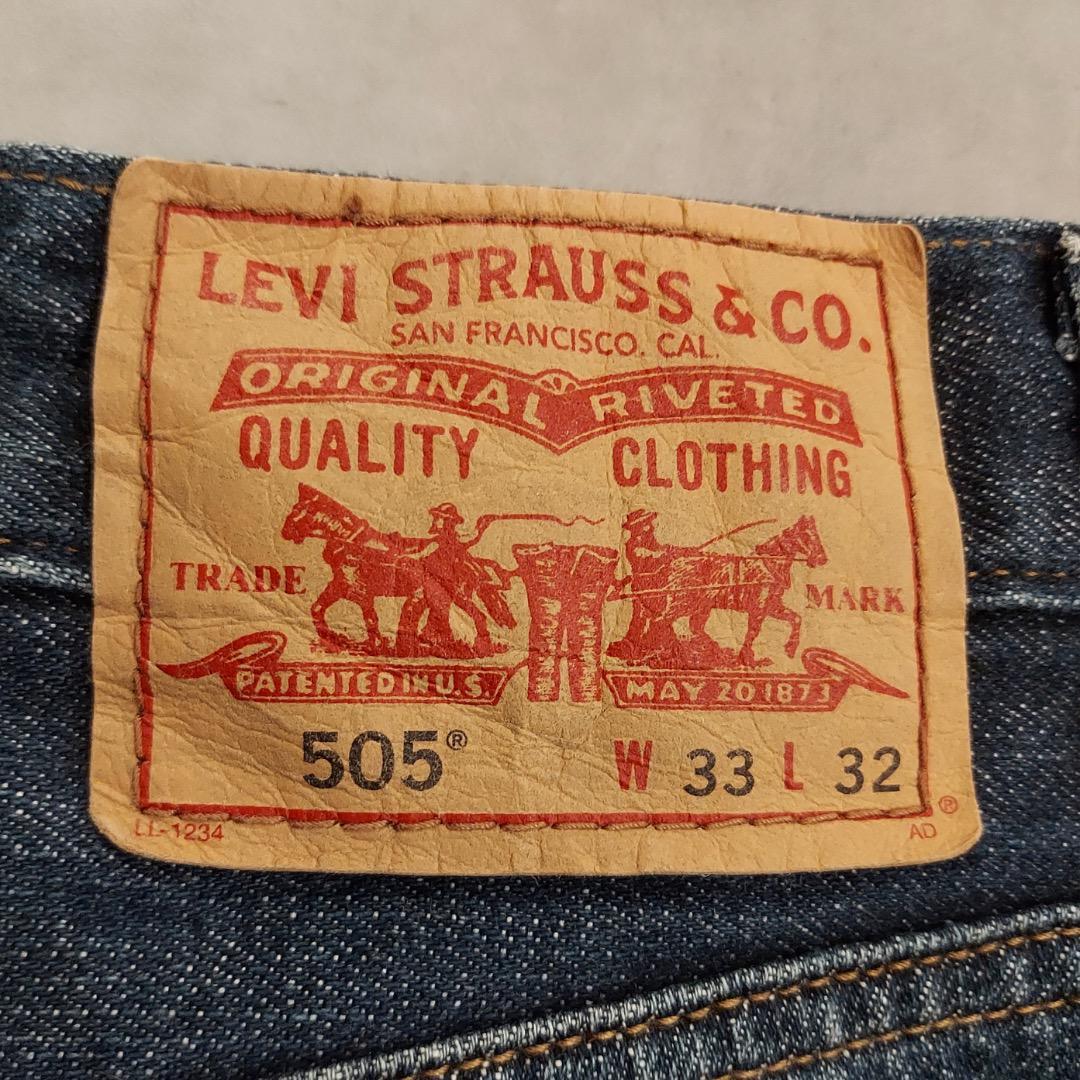 LEVI STRAUSS & CO.
SAN FRANCISCO. CAL.
ORIGINAL RIVETED
QUALITY CLOTHING
TRADE MARK
PATENTED IN U.S. MAY 20 1873
505® W 33 L 32
LL-1234 AD ®